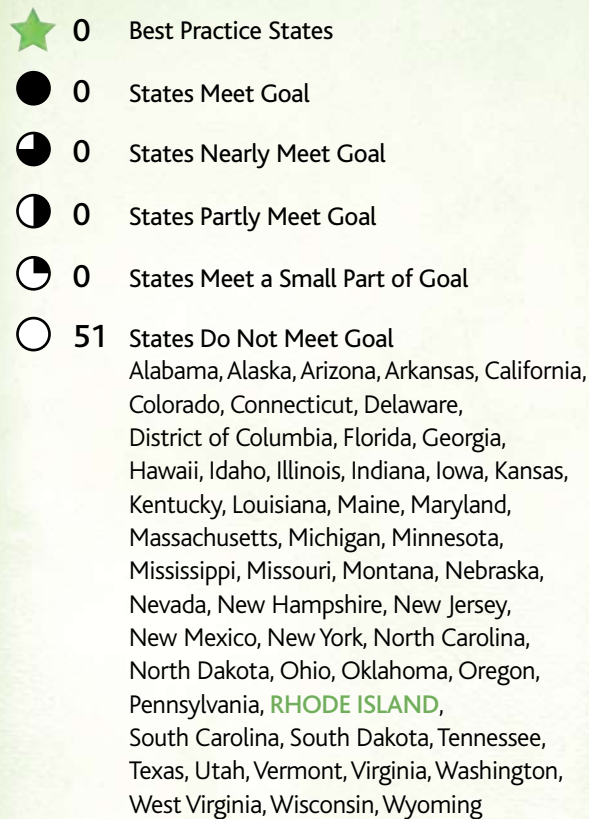 0 Best Practice States
0 States Meet Goal
0 States Nearly Meet Goal
0 States Partly Meet Goal
0 States Meet a Small Part of Goal
51 States Do Not Meet Goal
Alabama, Alaska, Arizona, Arkansas, California,
Colorado, Connecticut, Delaware,
District of Columbia, Florida, Georgia,
Hawaii, Idaho, Illinois, Indiana, Iowa, Kansas,
Kentucky, Louisiana, Maine, Maryland,
Massachusetts, Michigan, Minnesota,
Mississippi, Missouri, Montana, Nebraska,
Nevada, New Hampshire, New Jersey,
New Mexico, New York, North Carolina,
North Dakota, Ohio, Oklahoma, Oregon,
Pennsylvania, RHODE ISLAND,
South Carolina, South Dakota, Tennessee,
Texas, Utah, Vermont, Virginia, Washington,
West Virginia, Wisconsin, Wyoming